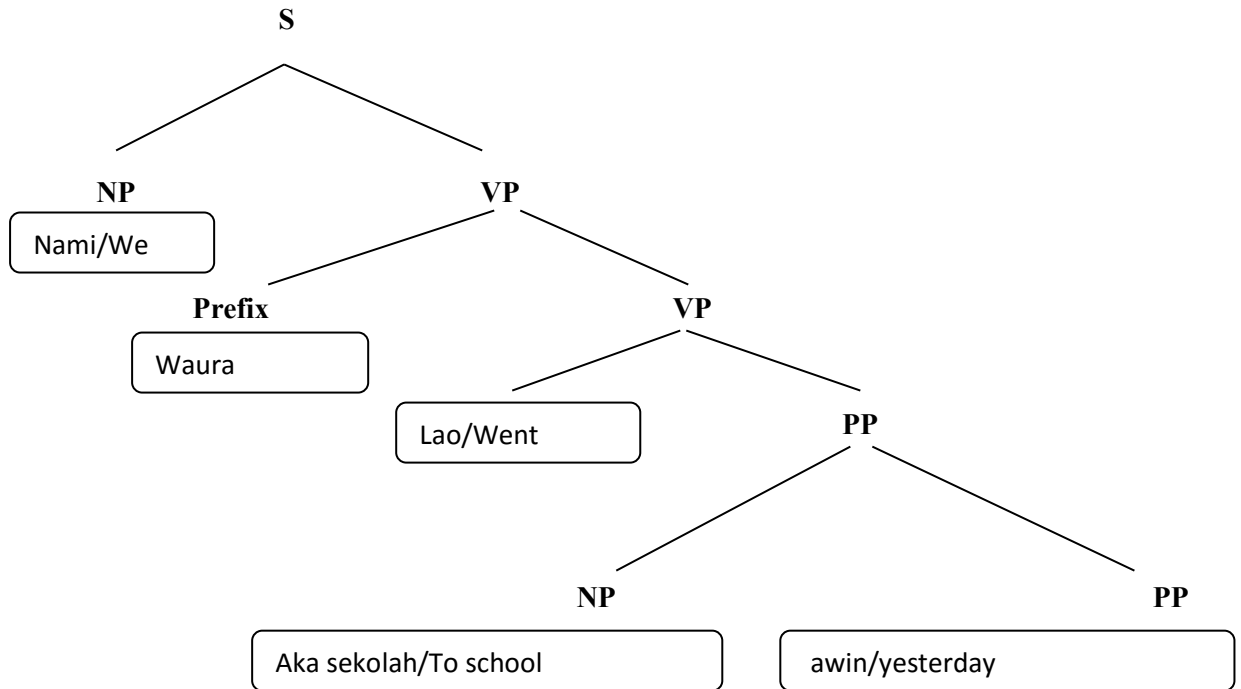 S
NP VP
Nami/We
Prefix VP
Waura
Lao/Went PP
NP PP
Aka sekolah/To school awin/yesterday